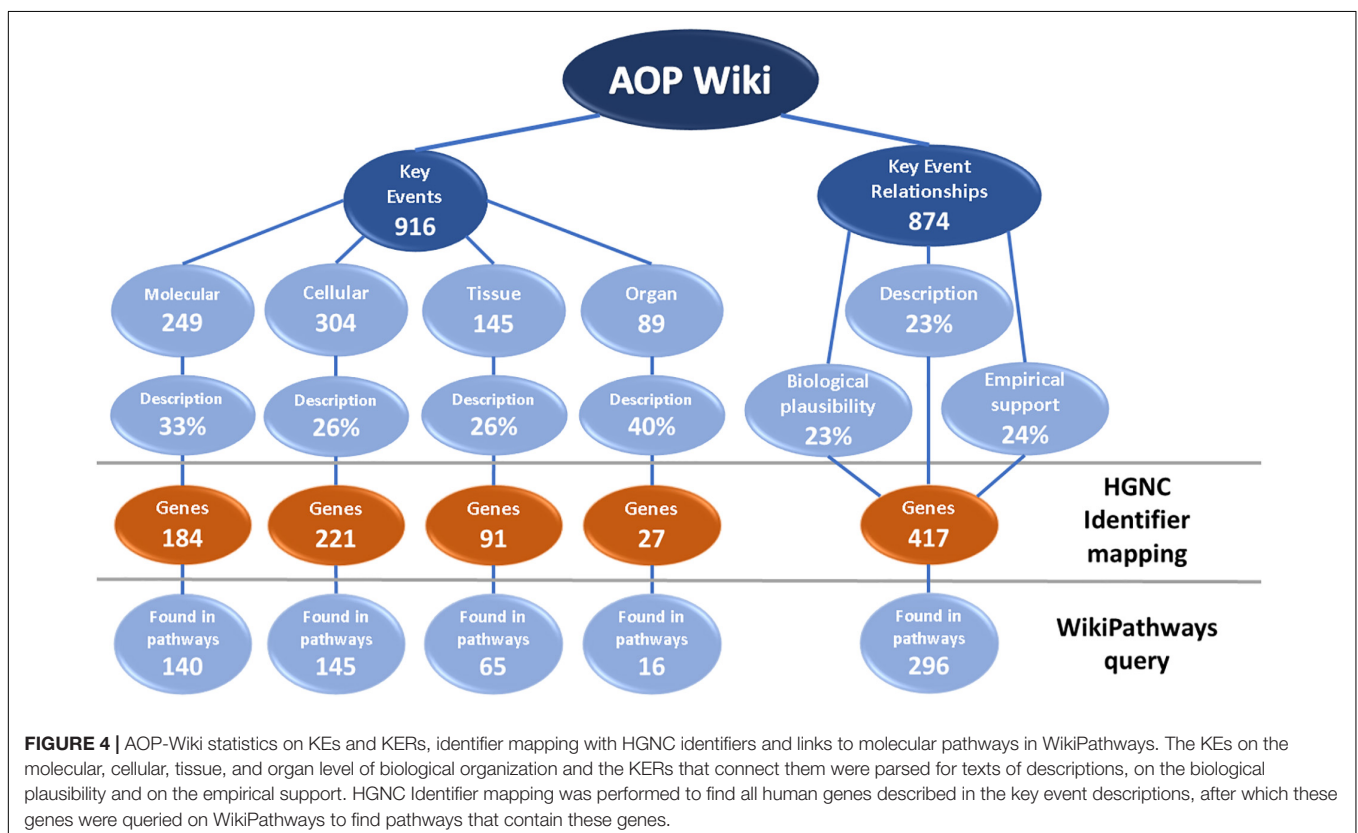 AOP Wiki
Key
Events
916
Key Event
Relationships
874
Molecular
249
Cellular
304
Tissue
145
Organ
89
Description
23%
Description
33%
Description
26%
Description
26%
Description
40%
Biological
plausibility
23%
Empirical
support
24%
Genes
184
Genes
221
Genes
91
Genes
27
Genes
417
HGNC
Identifier
mapping
Found in
pathways
140
Found in
pathways
145
Found in
pathways
65
Found in
pathways
16
Found in
pathways
296
WikiPathways
query
FIGURE 4 | AOP-Wiki statistics on KEs and KERs, identifier mapping with HGNC identifiers and links to molecular pathways in WikiPathways. The KEs on the
molecular, cellular, tissue, and organ level of biological organization and the KERs that connect them were parsed for texts of descriptions, on the biological
plausibility and on the empirical support. HGNC Identifier mapping was performed to find all human genes described in the key event descriptions, after which these
genes were queried on WikiPathways to find pathways that contain these genes.